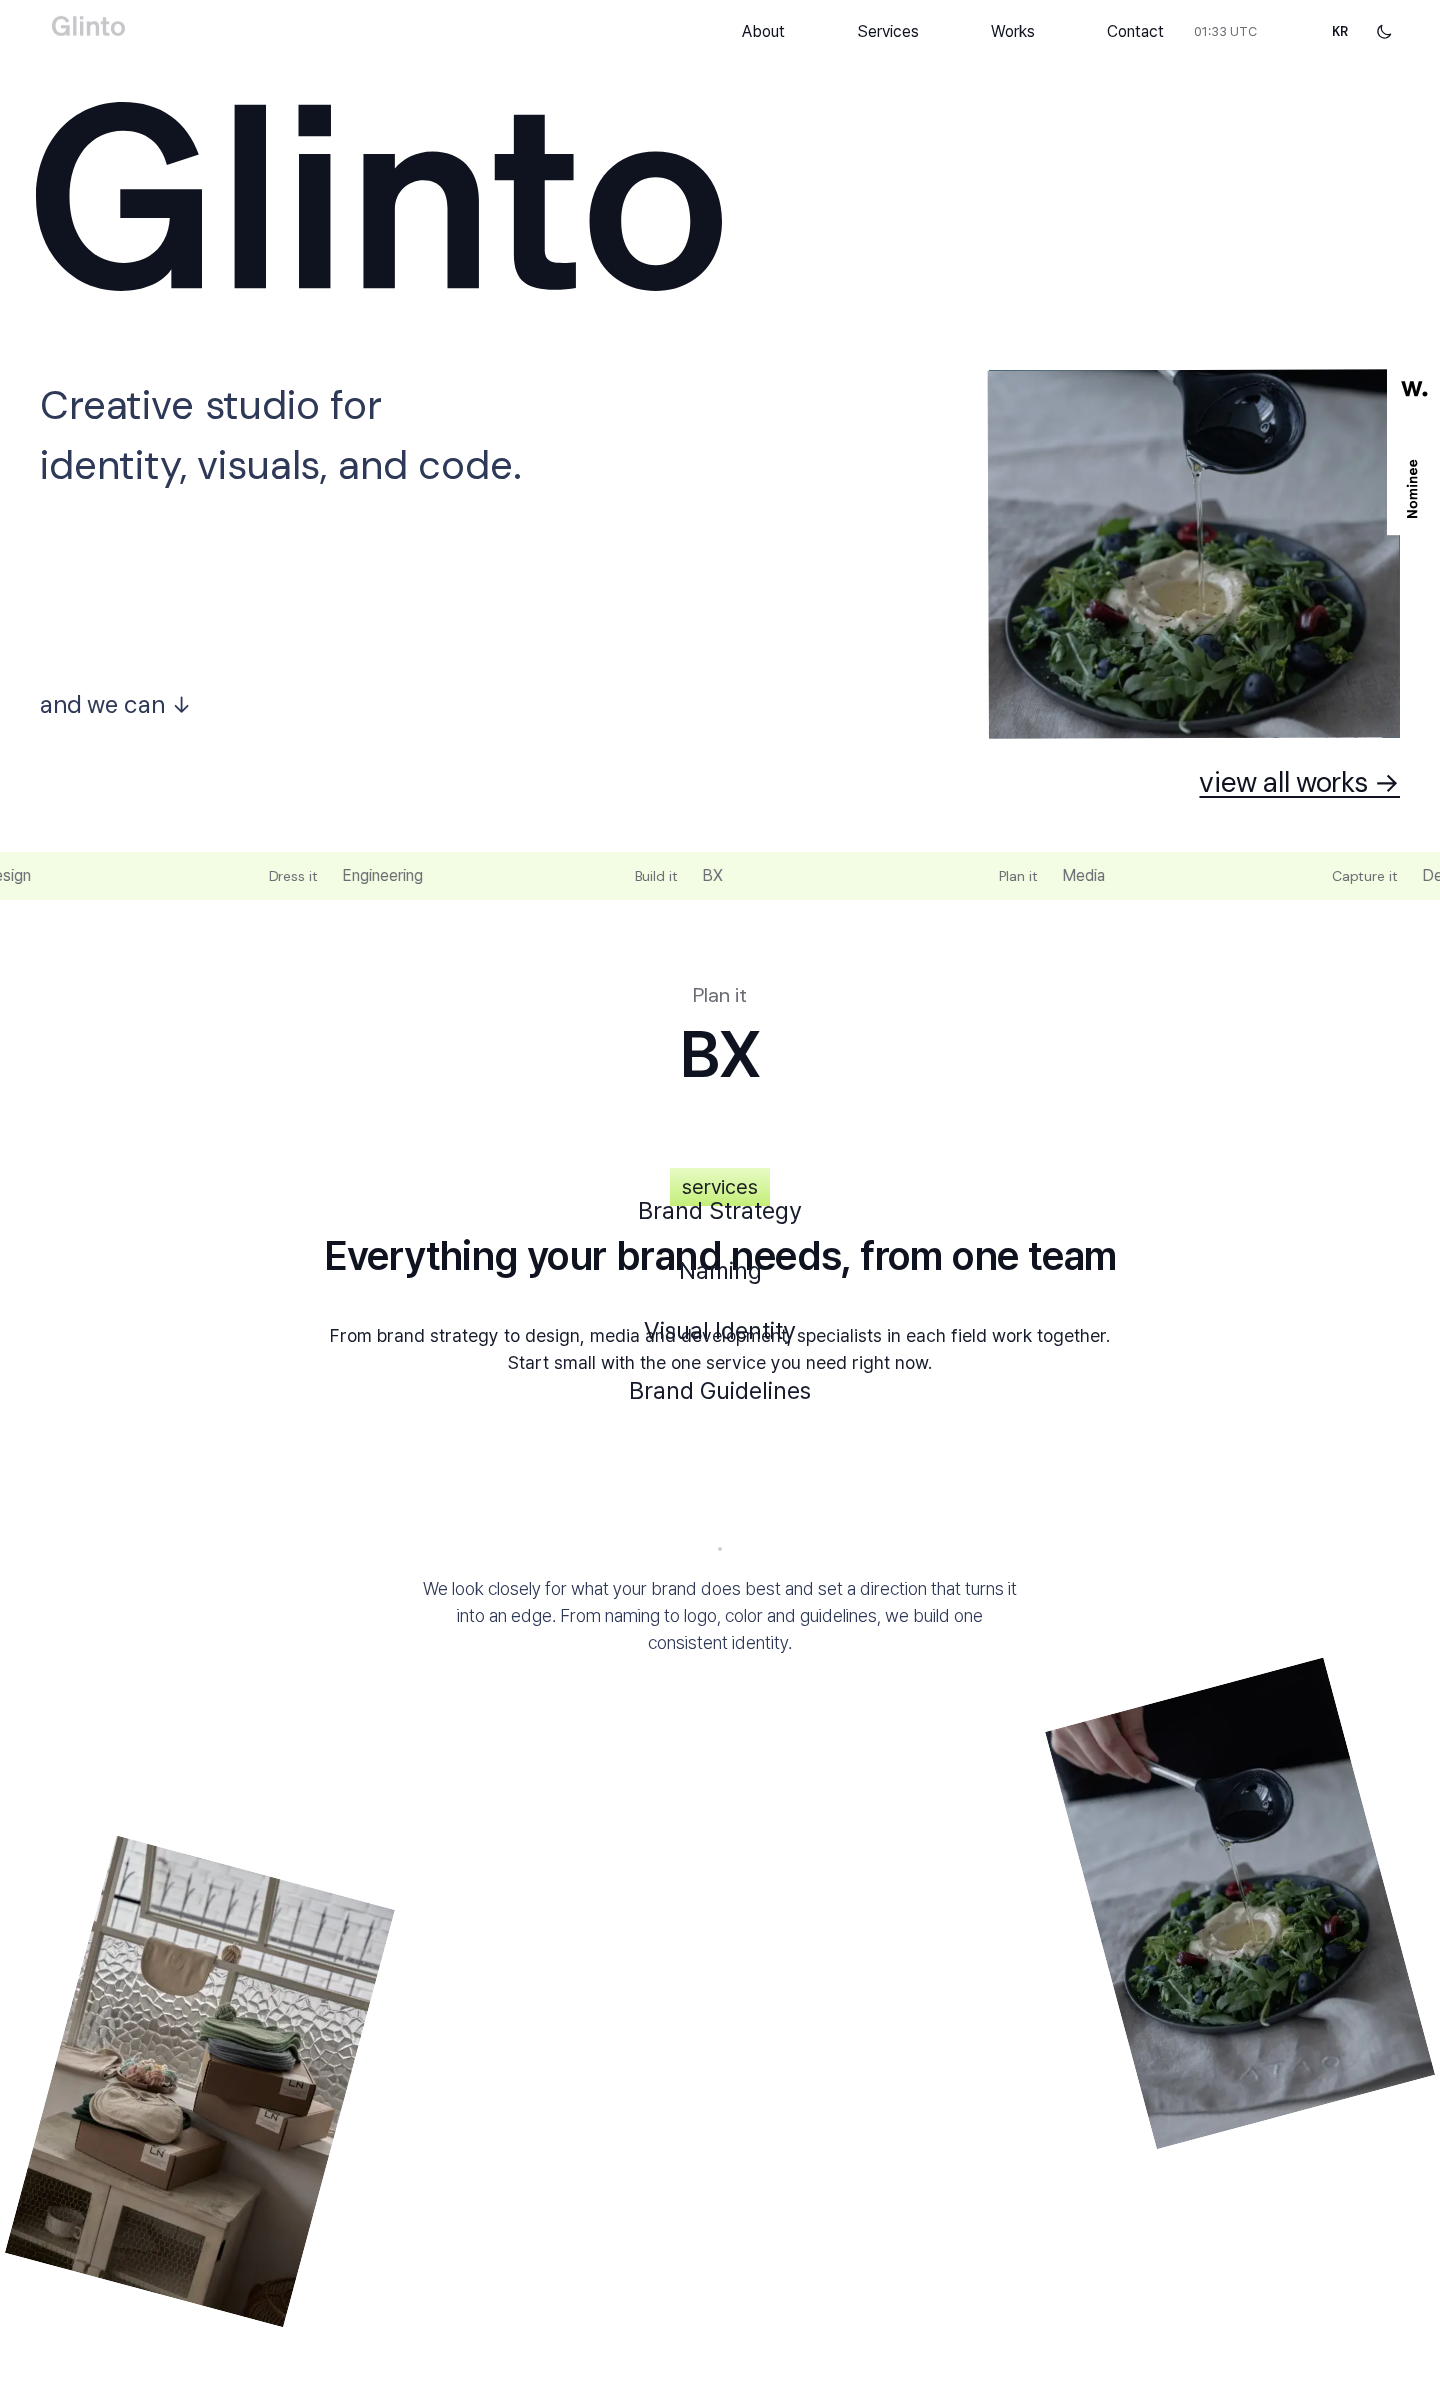 Glinto
About
Services
Works
Contact
01:33 UTC
KR
Glinto
Creative studio for
identity, visuals, and code.
W.
Nominee
and we can ↓
view all works →
esign
Dress it
Engineering
Build it
BX
Plan it
Media
Capture it
De
Plan it
BX
services
Brand Strategy
Everything your brand needs, from one team
Naming
Visual Identity
From brand strategy to design, media and development, specialists in each field work together.
Start small with the one service you need right now.
Brand Guidelines
We look closely for what your brand does best and set a direction that turns it
into an edge. From naming to logo, color and guidelines, we build one
consistent identity.
LN
LN
LN